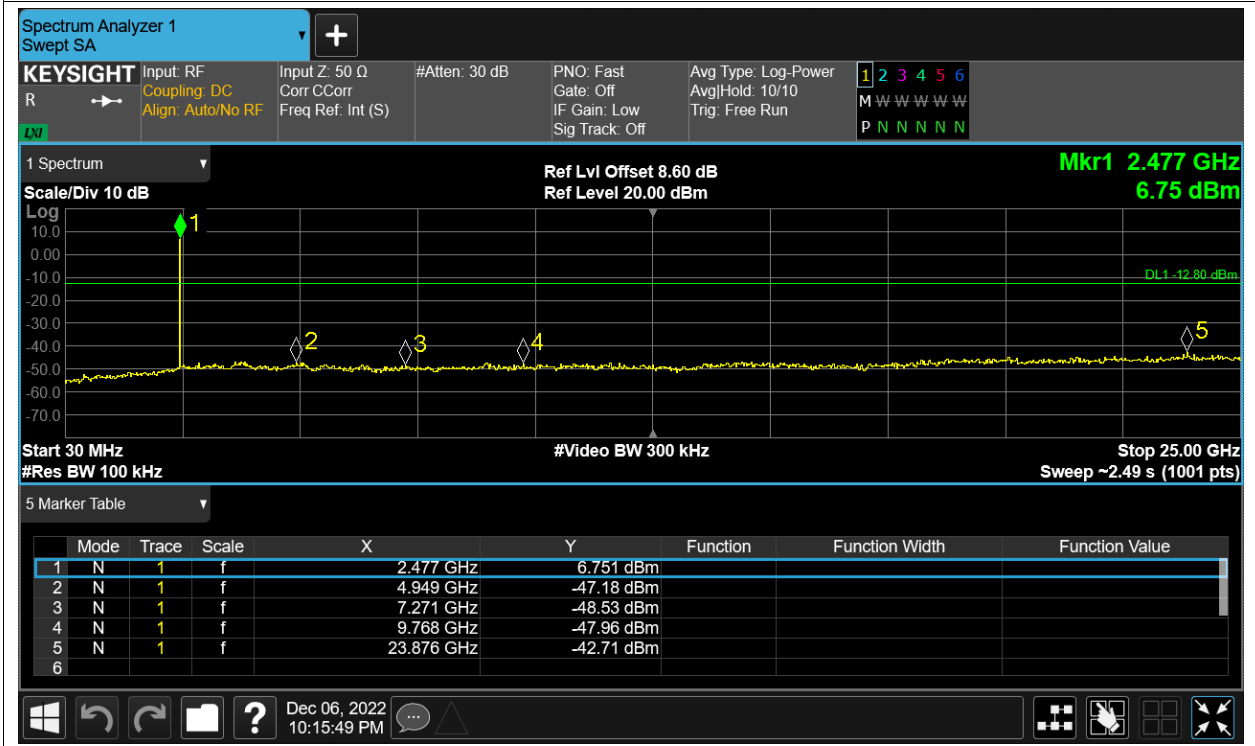 Spectrum Analyzer 1
Swept SA
+
KEYSIGHT
R
LXI
Input: RF
Coupling: DC
Align: Auto/No RF
Input Z: 50 Ω
Corr CCorr
Freq Ref: Int (S)
#Atten: 30 dB
PNO: Fast
Gate: Off
IF Gain: Low
Sig Track: Off
Avg Type: Log-Power
Avg|Hold: 10/10
Trig: Free Run
1 2 3 4 5 6
M W W W W W
P N N N N N
1 Spectrum
Scale/Div 10 dB
Ref Lvl Offset 8.60 dB
Ref Level 20.00 dBm
Mkr1 2.477 GHz
6.75 dBm
Log
10.0
0.00
-10.0
-20.0
-30.0
-40.0
-50.0
-60.0
-70.0
1
2
3
4
5
DL1 -12.80 dBm
Start 30 MHz
#Video BW 300 kHz
Stop 25.00 GHz
#Res BW 100 kHz
Sweep ~2.49 s (1001 pts)
5 Marker Table
Mode Trace Scale X Y Function Function Width Function Value
1 N 1 f 2.477 GHz 6.751 dBm
2 N 1 f 4.949 GHz -47.18 dBm
3 N 1 f 7.271 GHz -48.53 dBm
4 N 1 f 9.768 GHz -47.96 dBm
5 N 1 f 23.876 GHz -42.71 dBm
6
?
Dec 06, 2022
10:15:49 PM